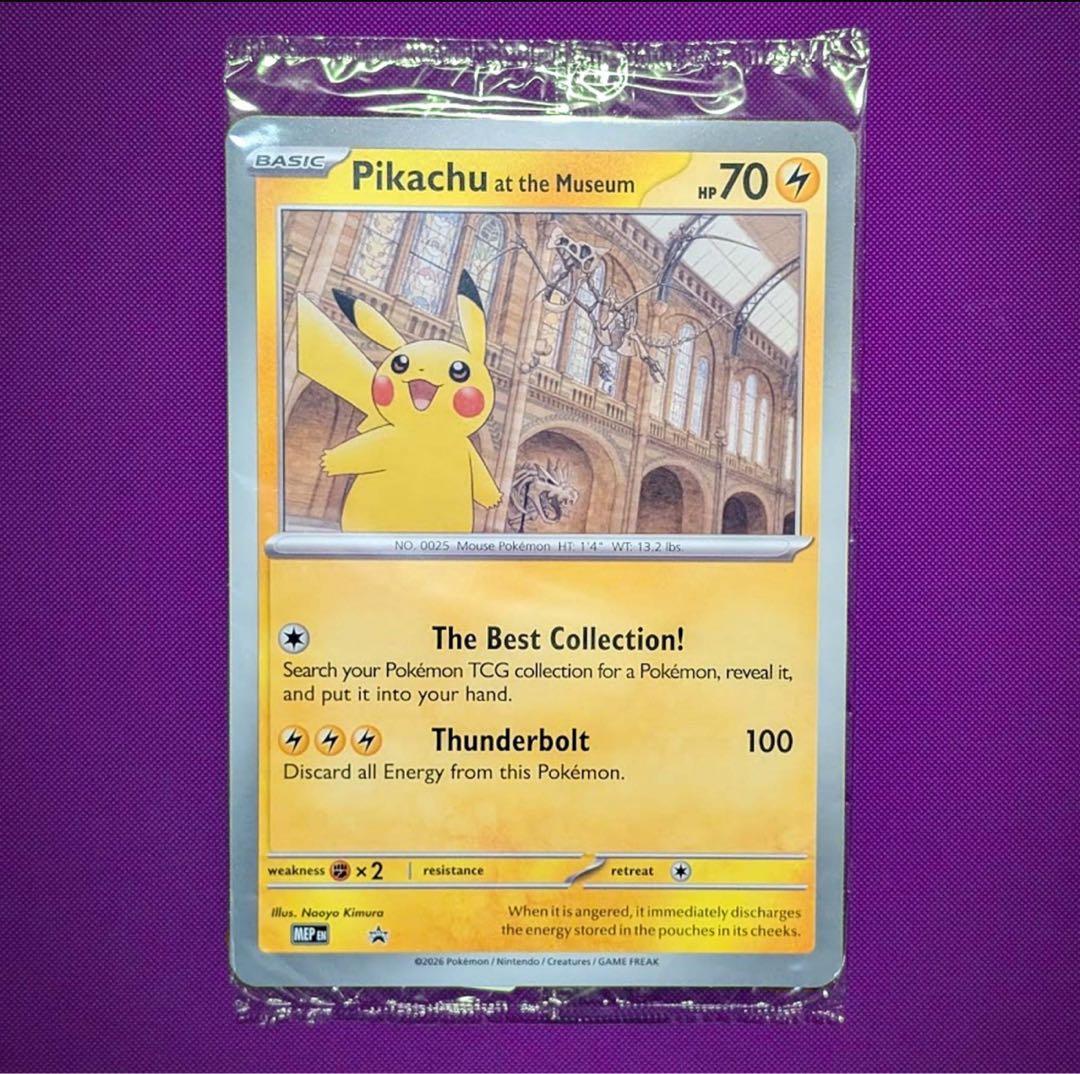 BASIC
Pikachu at the Museum HP 70
NO. 0025 Mouse Pokémon HT: 1'4" WT: 13.2 lbs.
The Best Collection!
Search your Pokémon TCG collection for a Pokémon, reveal it,
and put it into your hand.
Thunderbolt 100
Discard all Energy from this Pokémon.
weakness ×2 resistance retreat
Illus. Naoyo Kimura
When it is angered, it immediately discharges
the energy stored in the pouches in its cheeks.
MEP EN
©2026 Pokémon / Nintendo / Creatures / GAME FREAK